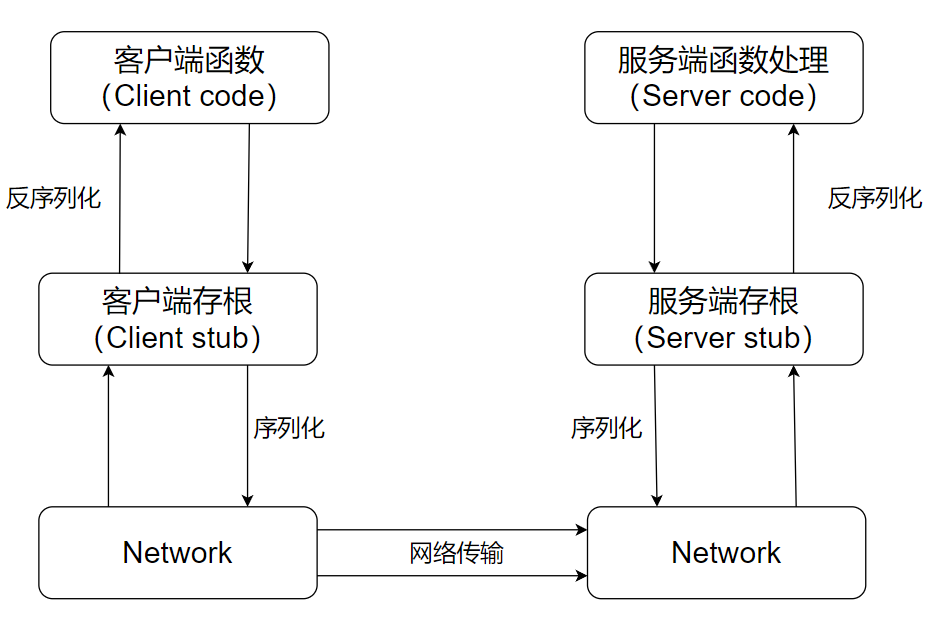 客户端函数
（Client code）
服务端函数处理
（Server code）
反序列化
反序列化
客户端存根
（Client stub）
服务端存根
（Server stub）
序列化
序列化
Network
网络传输
Network